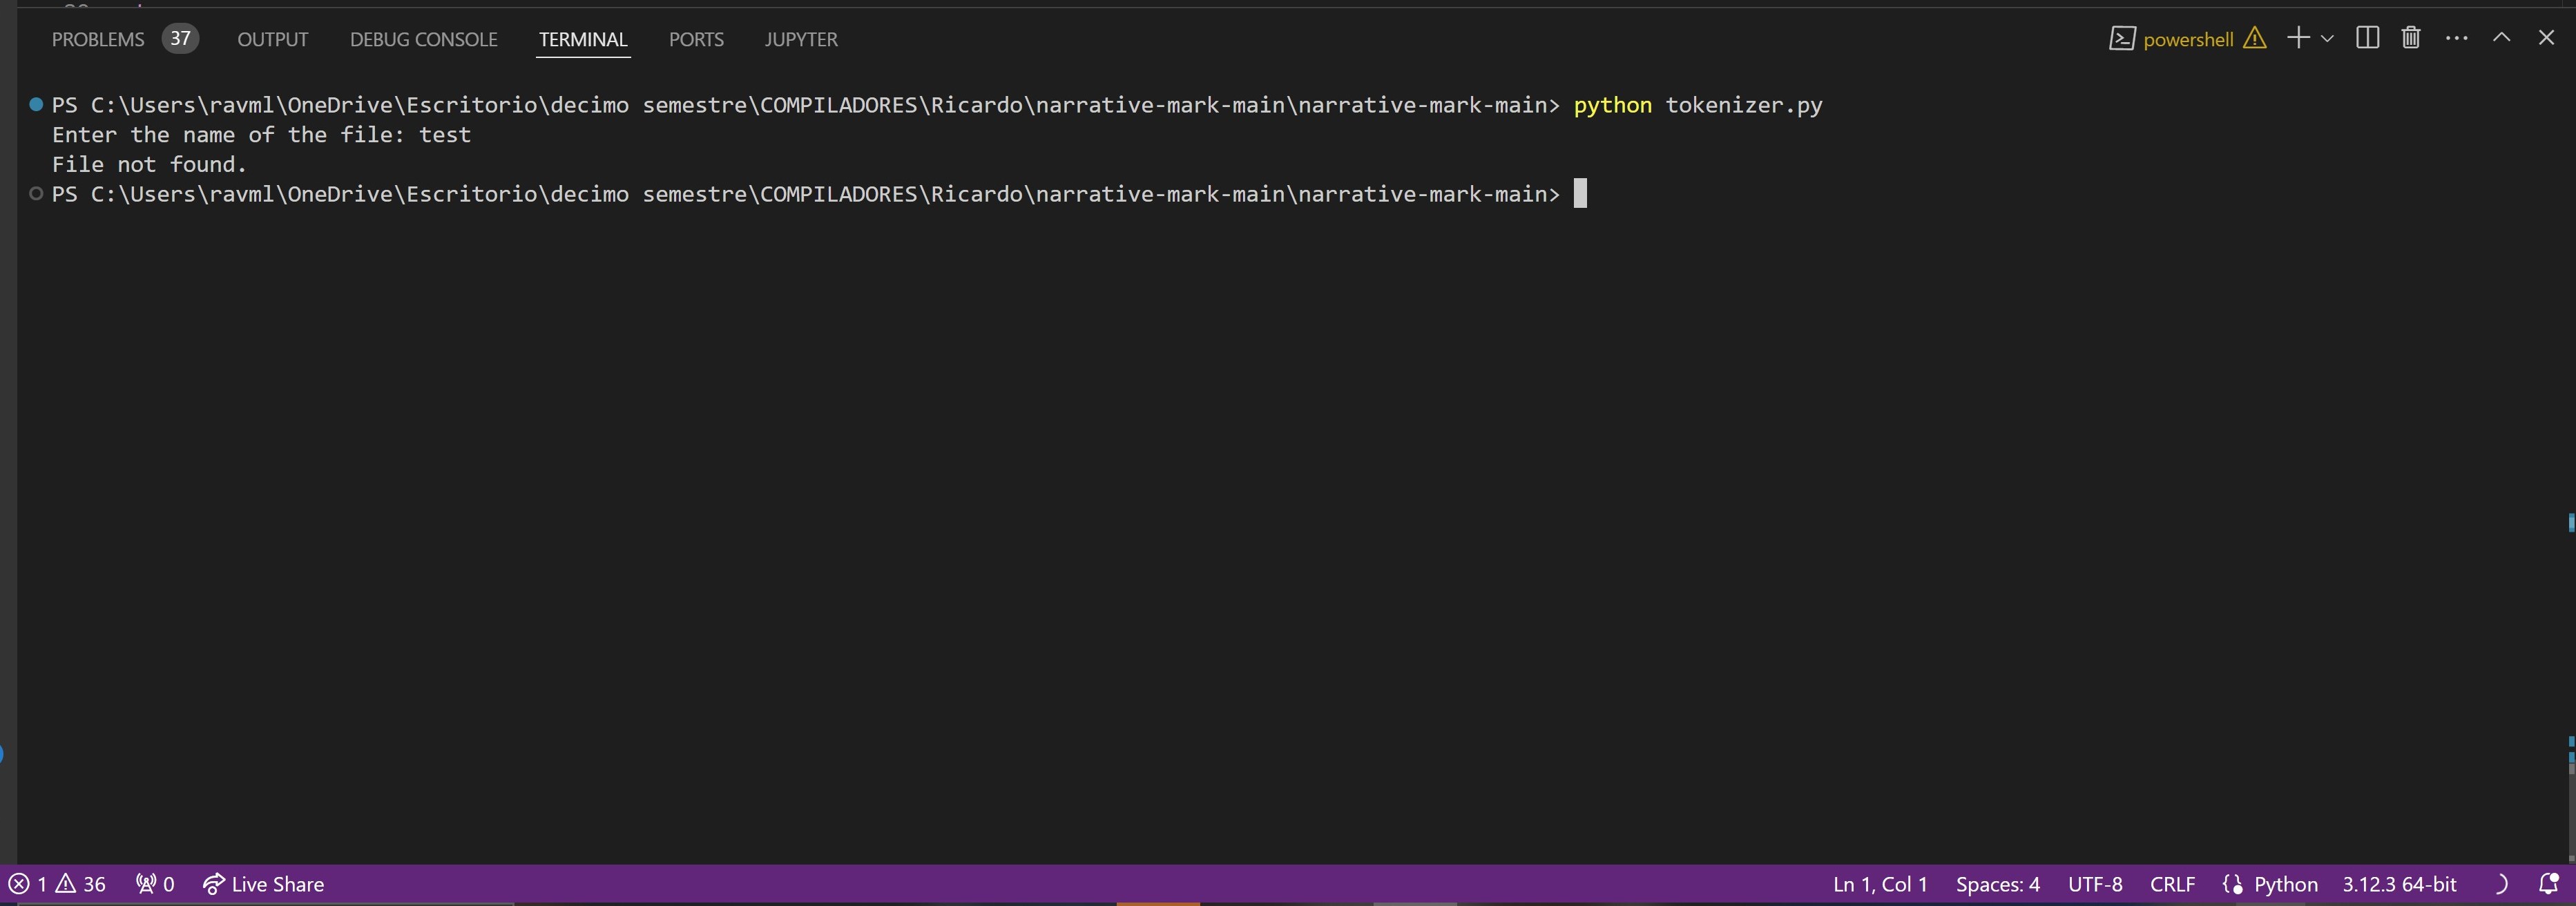 PROBLEMS 37 OUTPUT DEBUG CONSOLE TERMINAL PORTS JUPYTER powershell
PS C:\Users\ravml\OneDrive\Escritorio\decimo semestre\COMPILADORES\Ricardo\narrative-mark-main\narrative-mark-main> python tokenizer.py
Enter the name of the file: test
File not found.
PS C:\Users\ravml\OneDrive\Escritorio\decimo semestre\COMPILADORES\Ricardo\narrative-mark-main\narrative-mark-main>
1 36 0 Live Share Ln 1, Col 1 Spaces: 4 UTF-8 CRLF Python 3.12.3 64-bit